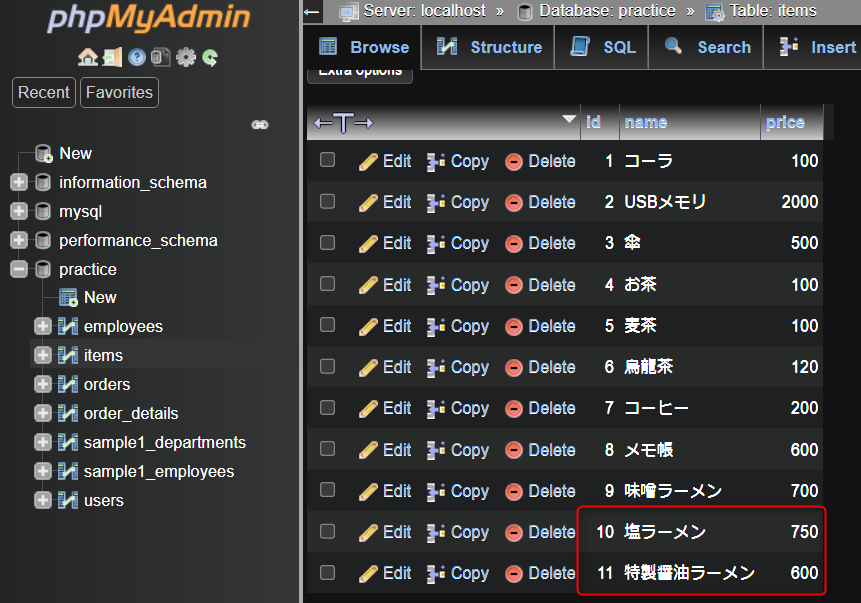 phpMyAdmin
Recent Favorites
New
information_schema
mysql
performance_schema
practice
New
employees
items
orders
order_details
sample1_departments
sample1_employees
users
← Server: localhost » Database: practice » Table: items
Browse Structure SQL Search Insert
Extra options
←T→ ▼ id name price
Edit Copy Delete 1 コーラ 100
Edit Copy Delete 2 USBメモリ 2000
Edit Copy Delete 3 傘 500
Edit Copy Delete 4 お茶 100
Edit Copy Delete 5 麦茶 100
Edit Copy Delete 6 烏龍茶 120
Edit Copy Delete 7 コーヒー 200
Edit Copy Delete 8 メモ帳 600
Edit Copy Delete 9 味噌ラーメン 700
Edit Copy Delete 10 塩ラーメン 750
Edit Copy Delete 11 特製醤油ラーメン 600